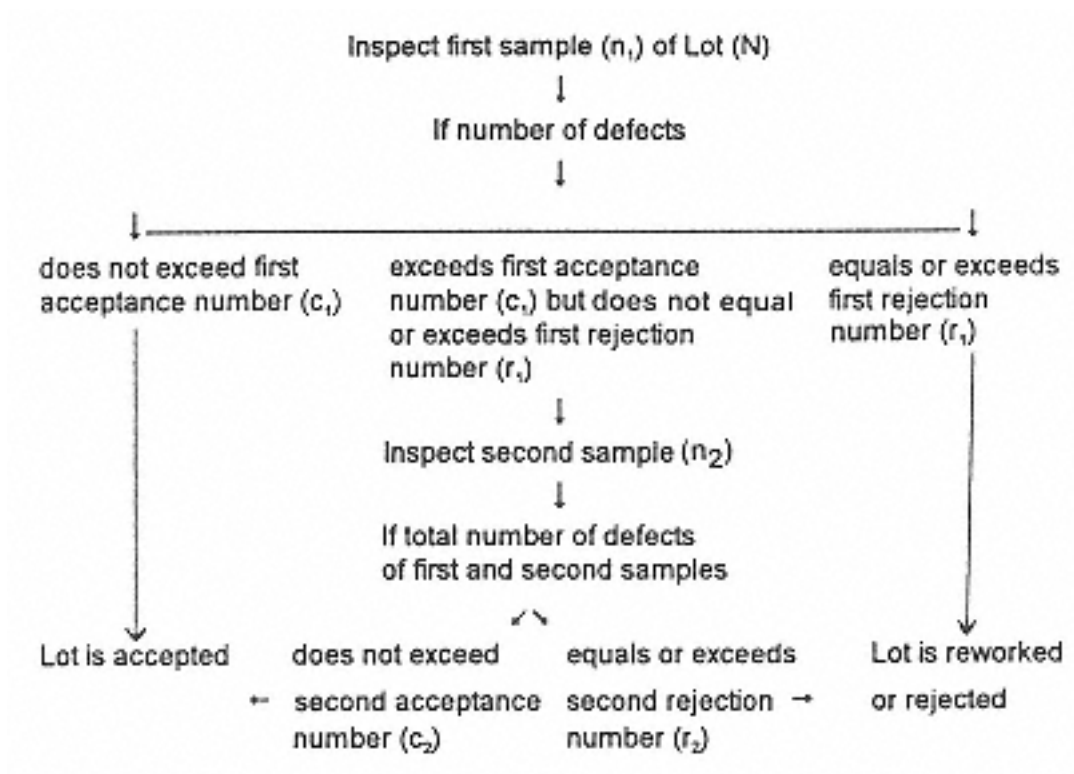 Inspect first sample (n₁) of Lot (N)
↓
If number of defects
↓
↓ ↓
does not exceed first
acceptance number (c₁)
exceeds first acceptance
number (c₁) but does not equal
or exceeds first rejection
number (r₁)
equals or exceeds
first rejection
number (r₁)
↓
Inspect second sample (n₂)
↓
If total number of defects
of first and second samples
↙ ↘
Lot is accepted
does not exceed
← second acceptance
number (c₂)
equals or exceeds
second rejection →
number (r₂)
Lot is reworked
or rejected